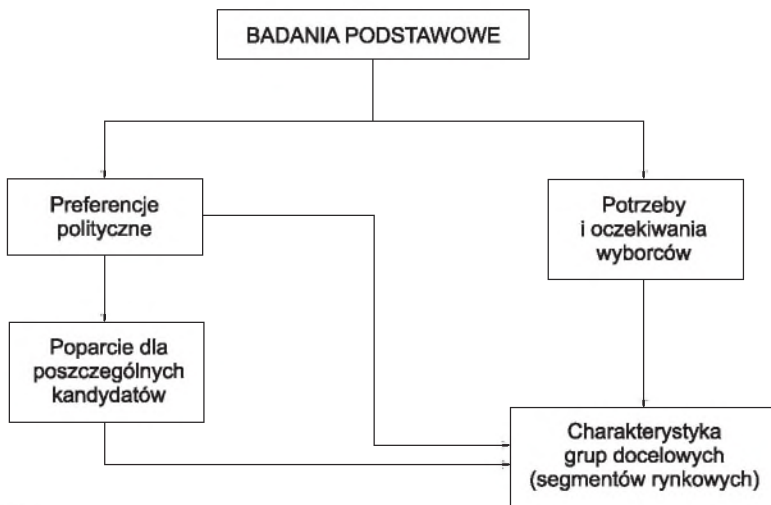 BADANIA PODSTAWOWE
Preferencje
polityczne
Potrzeby
i oczekiwania
wyborców
Poparcie dla
poszczególnych
kandydatów
Charakterystyka
grup docelowych
(segmentów rynkowych)